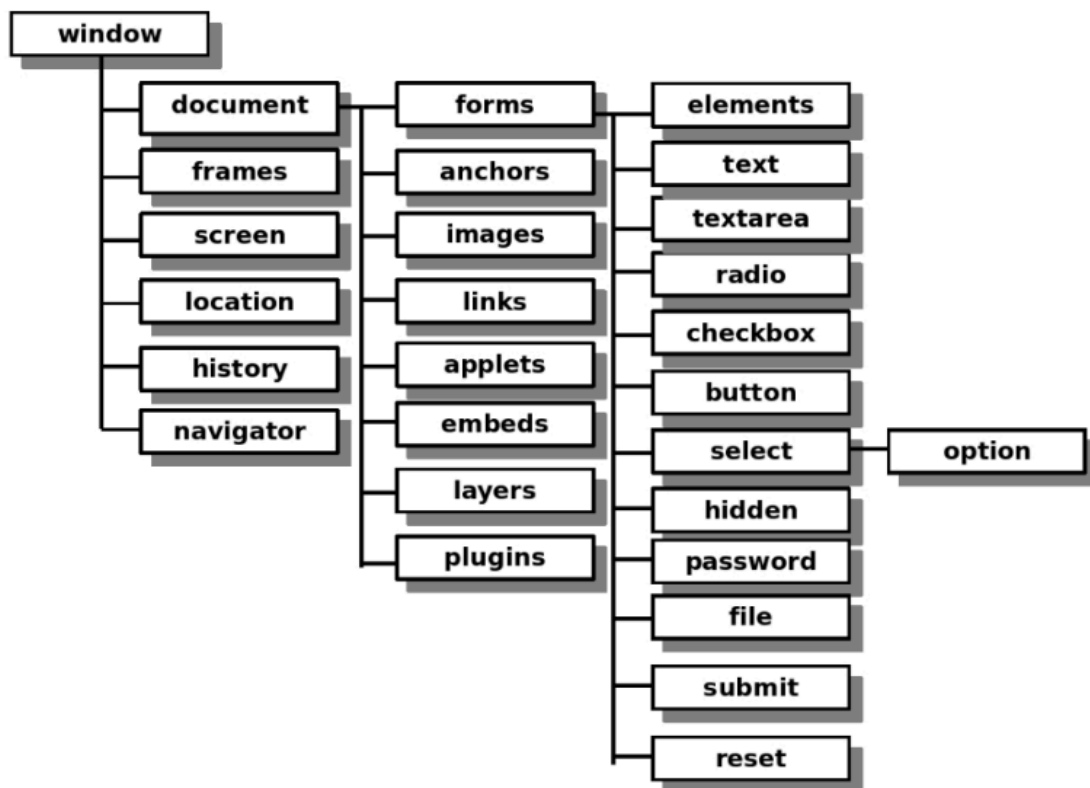 window
document
frames
screen
location
history
navigator
forms
anchors
images
links
applets
embeds
layers
plugins
elements
text
textarea
radio
checkbox
button
select
hidden
password
file
submit
reset
option